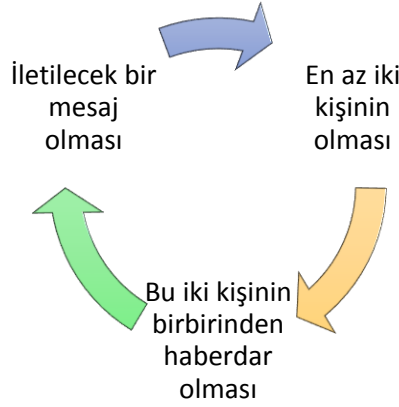 İletilecek bir
mesaj
olması
En az iki
kişinin
olması
Bu iki kişinin
birbirinden
haberdar
olması